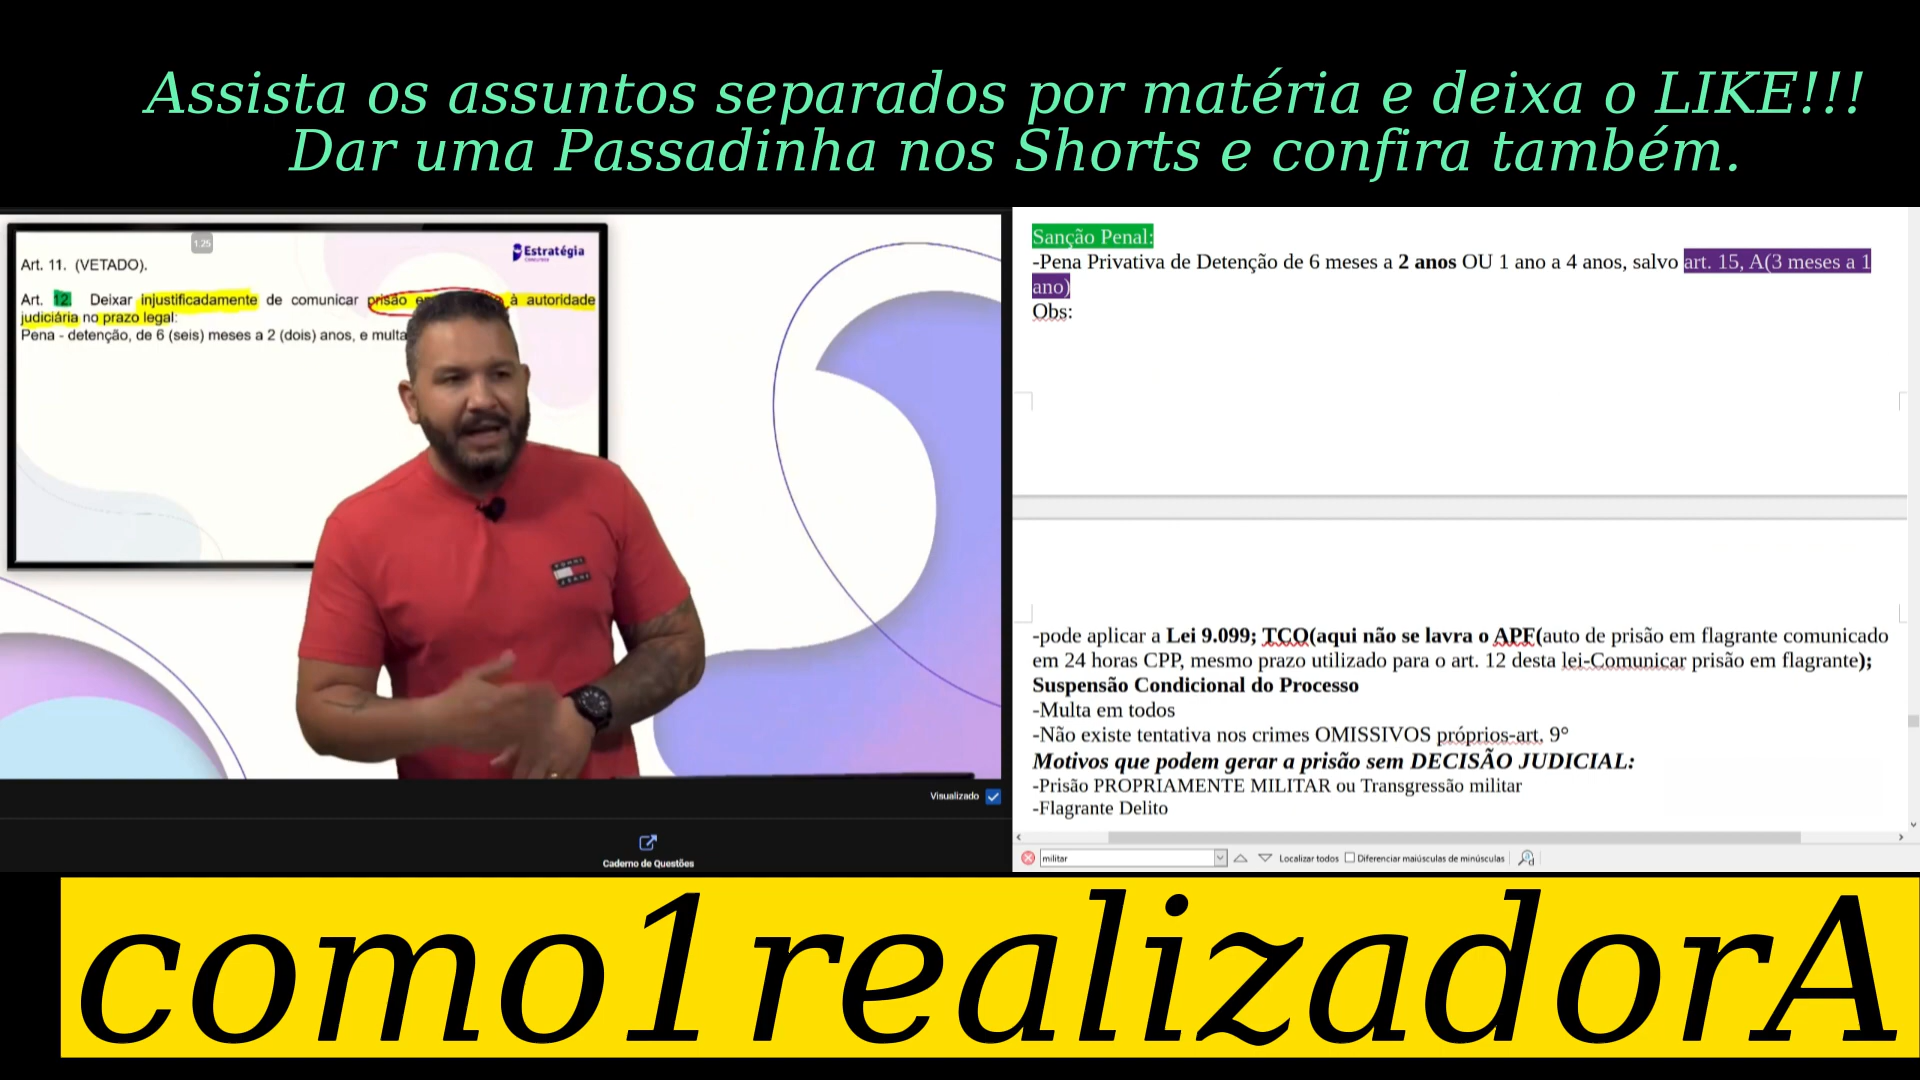 Assista os assuntos separados por matéria e deixa o LIKE!!!
Dar uma Passadinha nos Shorts e confira também.
1.25
Estratégia
Art. 11. (VETADO).
Art. 12. Deixar injustificadamente de comunicar prisão em à autoridade
judiciária no prazo legal:
Pena - detenção, de 6 (seis) meses a 2 (dois) anos, e multa
Visualizado
Caderno de Questões
Sanção Penal:
-Pena Privativa de Detenção de 6 meses a 2 anos OU 1 ano a 4 anos, salvo art. 15, A(3 meses a 1
ano)
Obs:
-pode aplicar a Lei 9.099; TCO(aqui não se lavra o APF(auto de prisão em flagrante comunicado
em 24 horas CPP, mesmo prazo utilizado para o art. 12 desta lei-Comunicar prisão em flagrante);
Suspensão Condicional do Processo
-Multa em todos
-Não existe tentativa nos crimes OMISSIVOS próprios-art. 9°
Motivos que podem gerar a prisão sem DECISÃO JUDICIAL:
-Prisão PROPRIAMENTE MILITAR ou Transgressão militar
-Flagrante Delito
militar
Localizar todos
Diferenciar maiúsculas de minúsculas
como1realizadorA